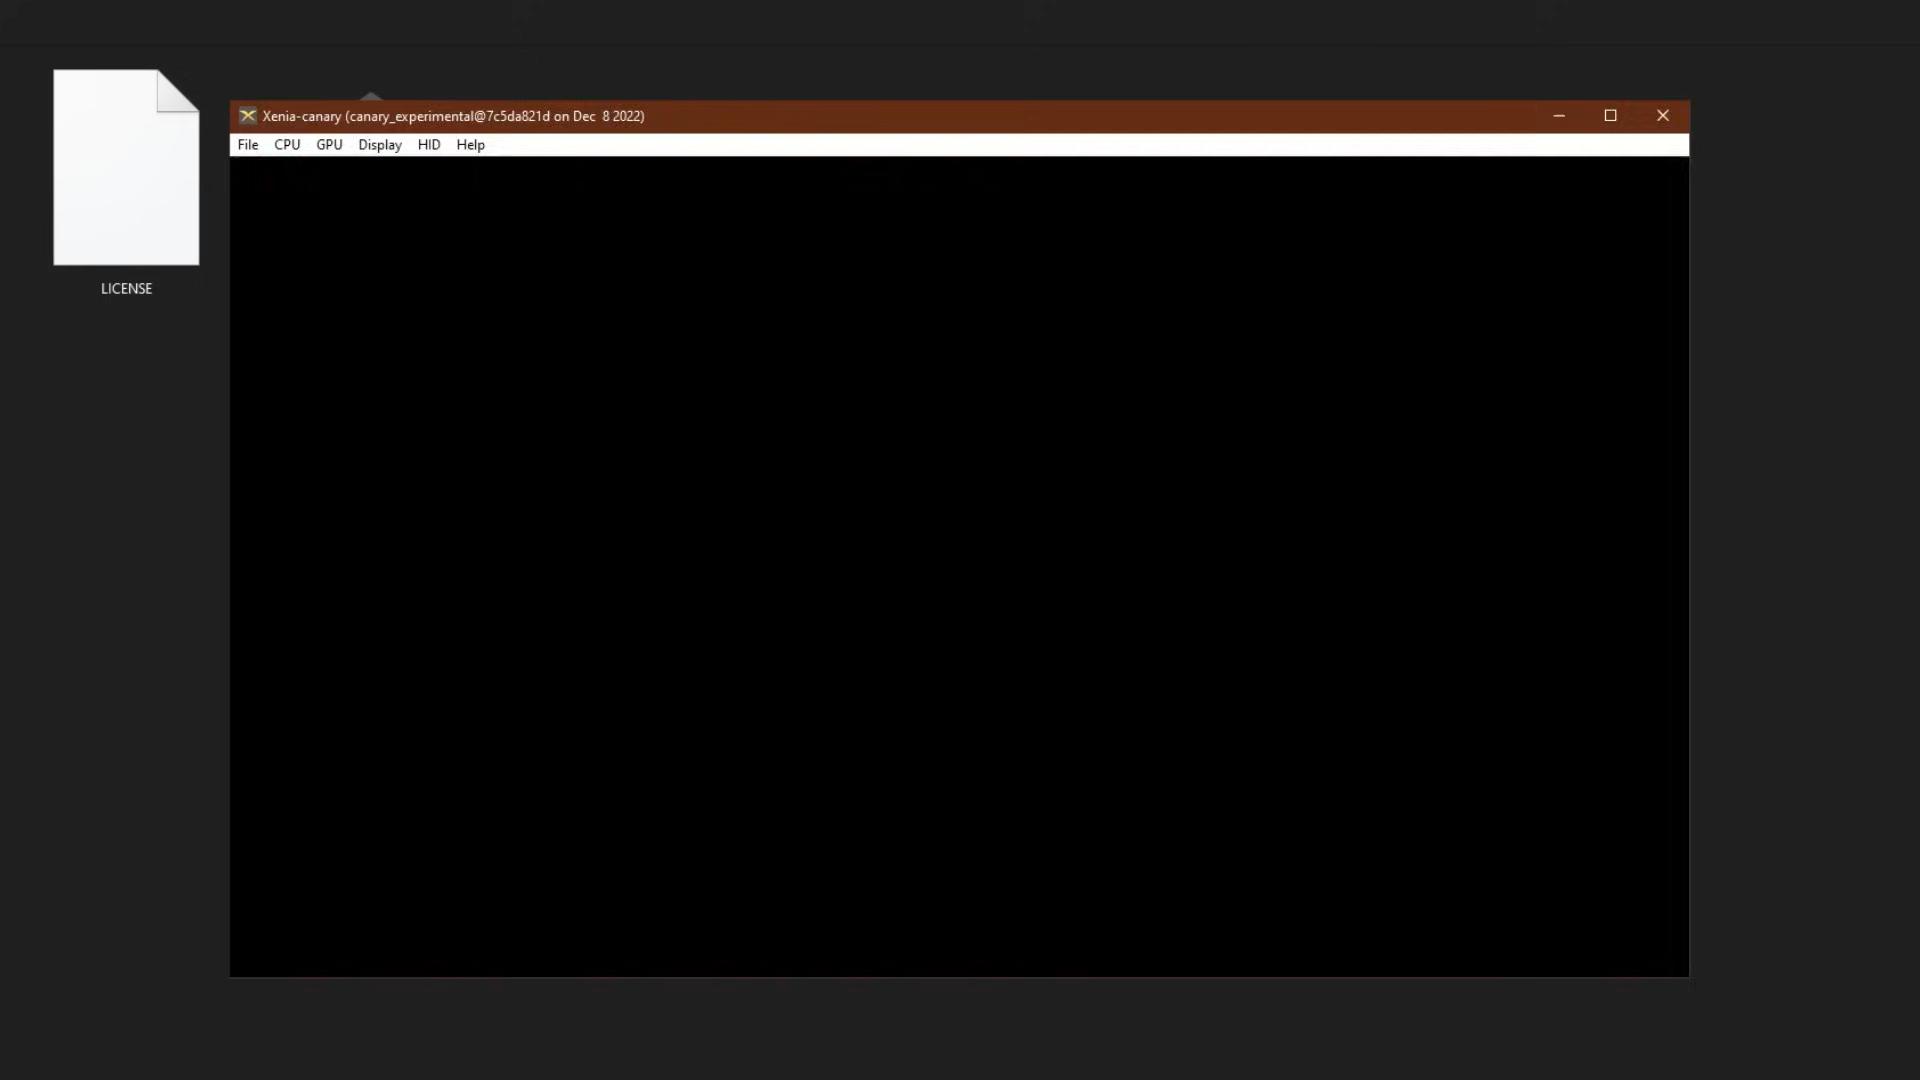 Xenia-canary (canary_experimental@7c5da821d on Dec  8 2022)
File CPU GPU Display HID Help
LICENSE